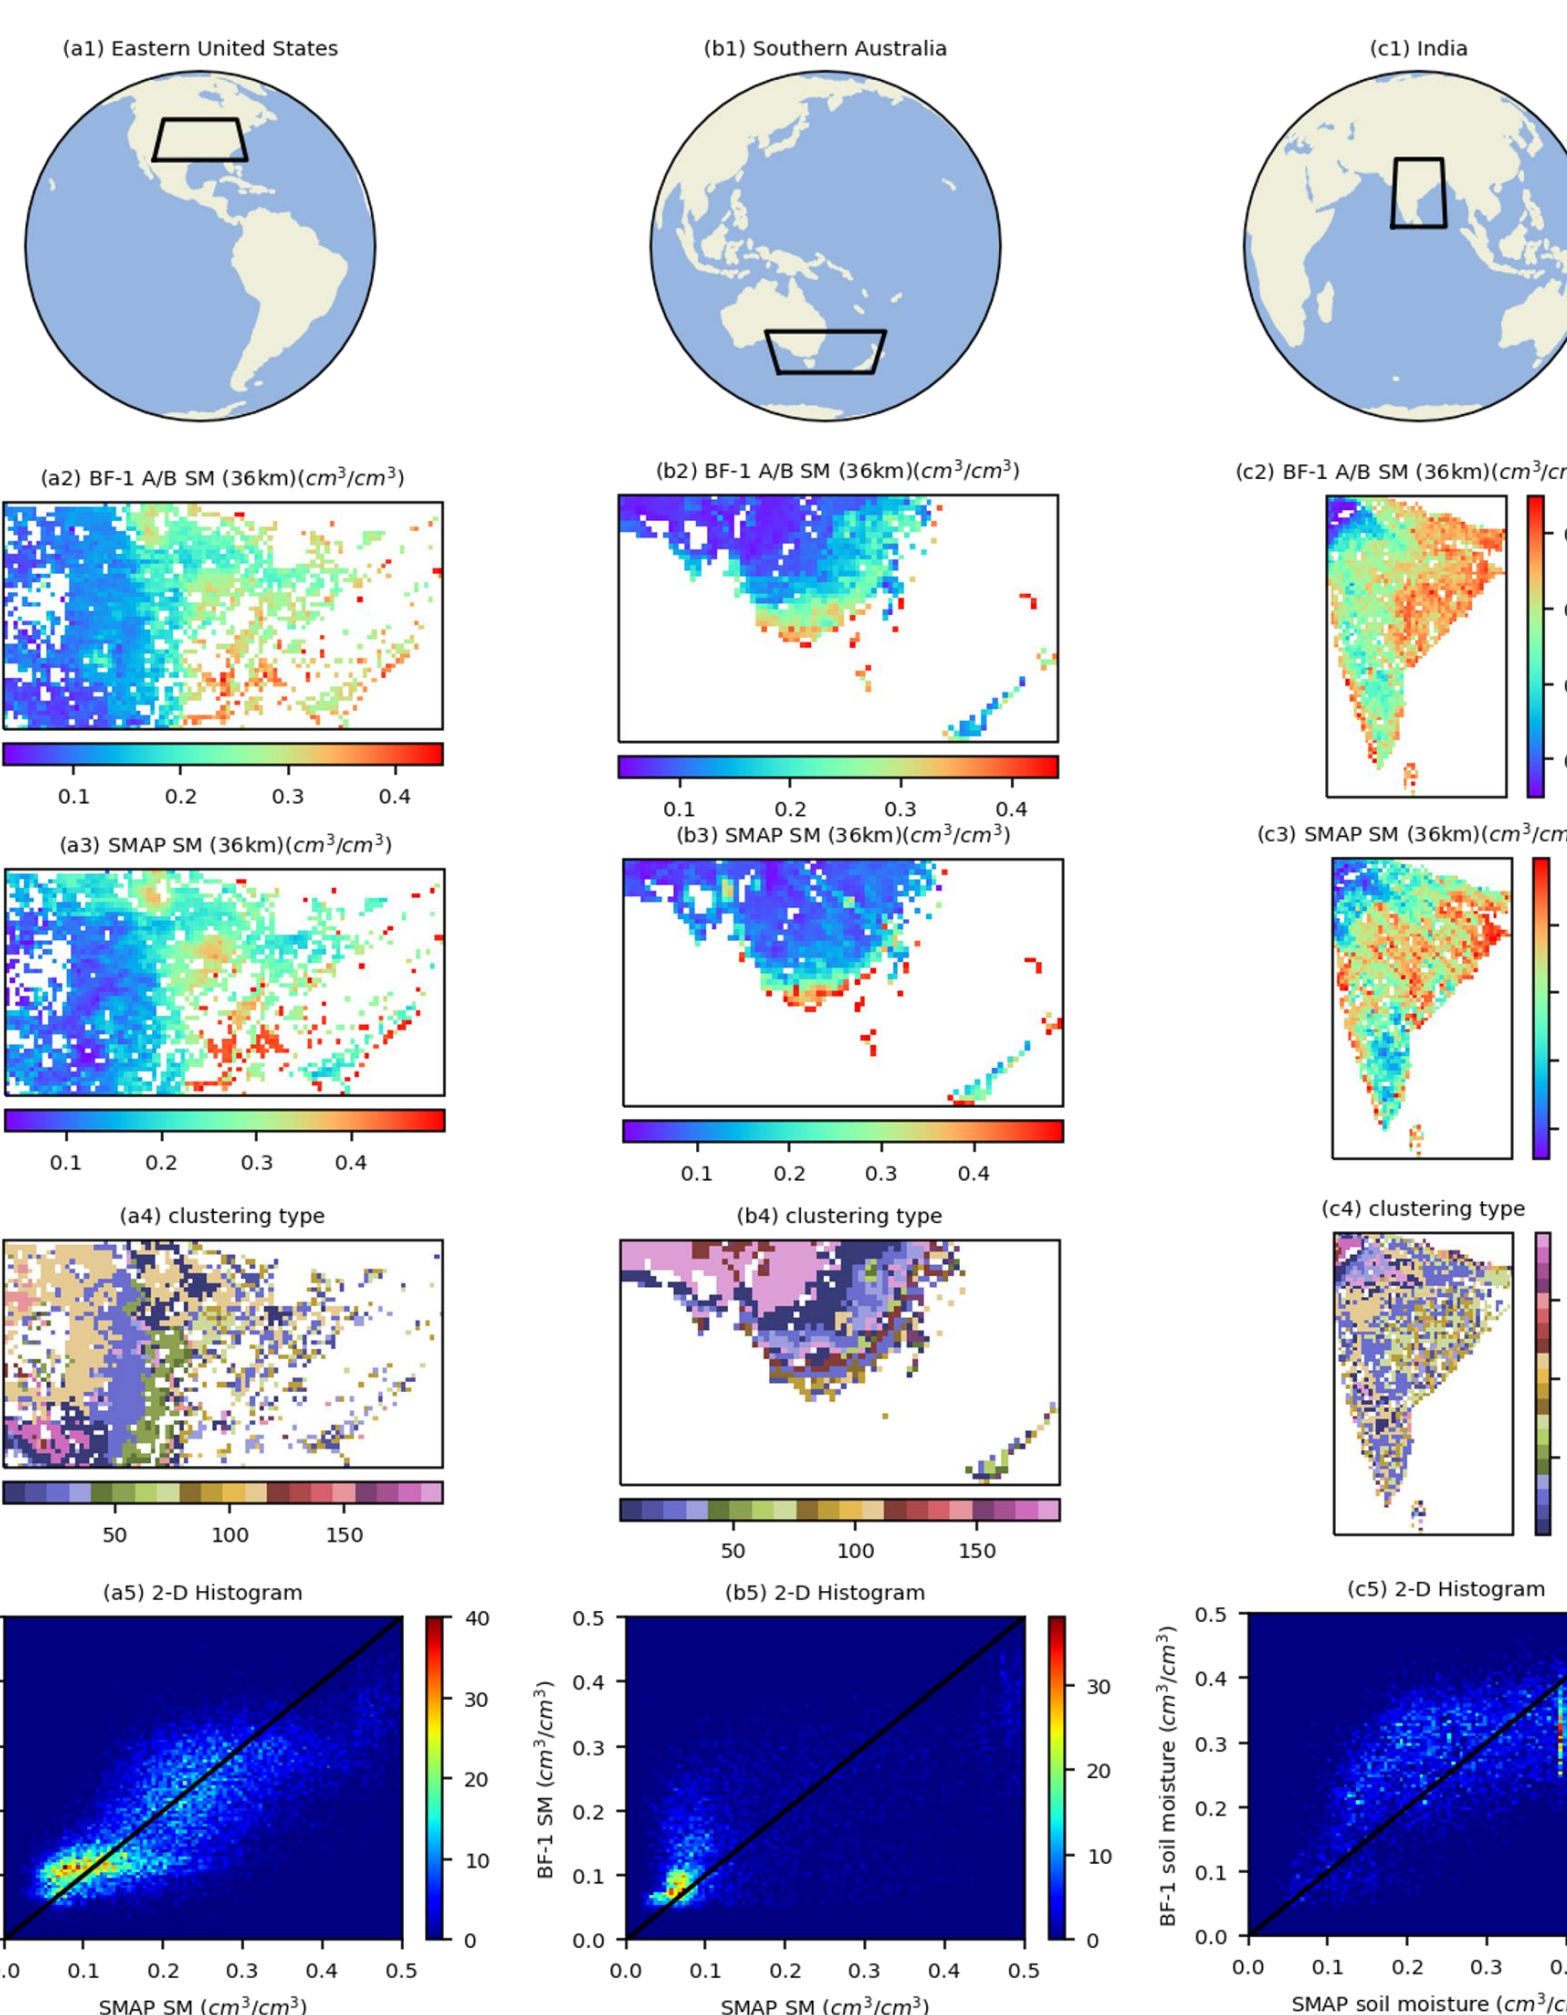 (a1) Eastern United States
(b1) Southern Australia
(c1) India
(a2) BF-1 A/B SM (36km)(cm³/cm³)
(b2) BF-1 A/B SM (36km)(cm³/cm³)
(c2) BF-1 A/B SM (36km)(cm³/
0.1 0.2 0.3 0.4
0.1 0.2 0.3 0.4
(a3) SMAP SM (36km)(cm³/cm³)
(b3) SMAP SM (36km)(cm³/cm³)
(c3) SMAP SM (36km)(cm³/
0.1 0.2 0.3 0.4
0.1 0.2 0.3 0.4
(a4) clustering type
(b4) clustering type
(c4) clustering type
50 100 150
50 100 150
(a5) 2-D Histogram
(b5) 2-D Histogram
(c5) 2-D Histogram
40
30
20
10
0
.0 0.1 0.2 0.3 0.4 0.5
SMAP SM (cm³/cm³)
BF-1 SM (cm³/cm³)
0.5
0.4
0.3
0.2
0.1
0.0
30
20
10
0
0.0 0.1 0.2 0.3 0.4 0.5
SMAP SM (cm³/cm³)
BF-1 soil moisture (cm³/cm³)
0.5
0.4
0.3
0.2
0.1
0.0
0.0 0.1 0.2 0.3
SMAP soil moisture (cm³/